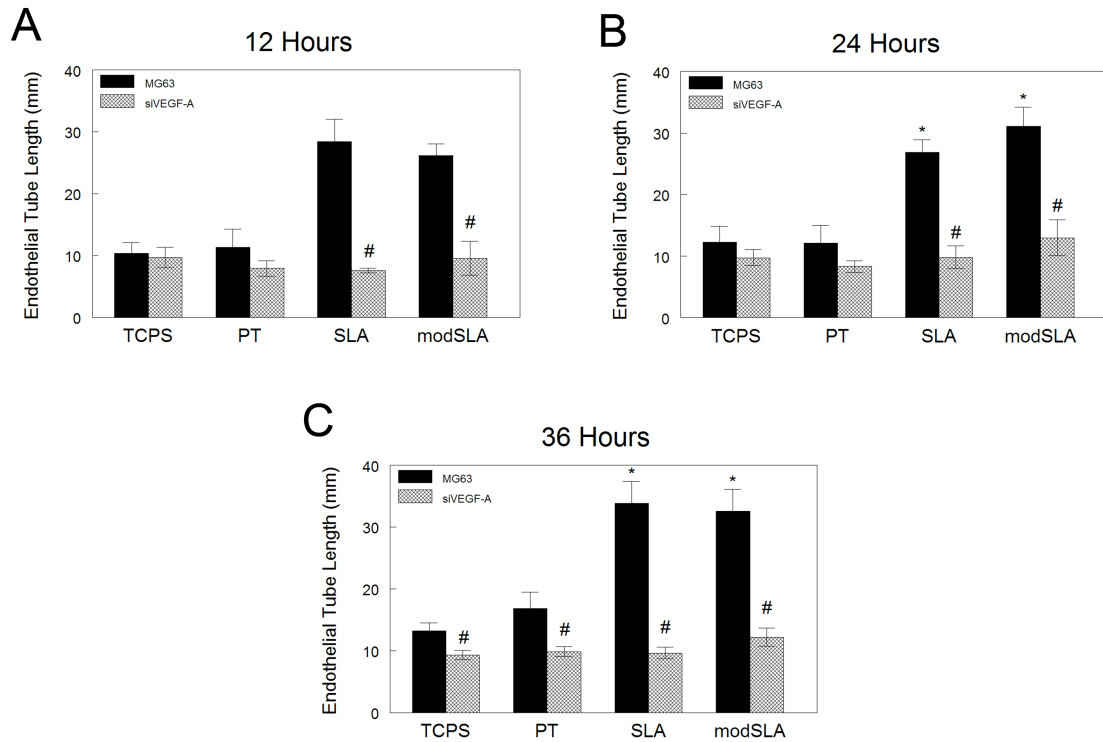 A
12 Hours
Endothelial Tube Length (mm)
40
30
20
10
0
MG63
siVEGF-A
#
#
TCPS PT SLA modSLA
B
24 Hours
Endothelial Tube Length (mm)
40
30
20
10
0
MG63
siVEGF-A
*
*
#
#
TCPS PT SLA modSLA
C
36 Hours
Endothelial Tube Length (mm)
40
30
20
10
0
MG63
siVEGF-A
* *
# # # #
TCPS PT SLA modSLA